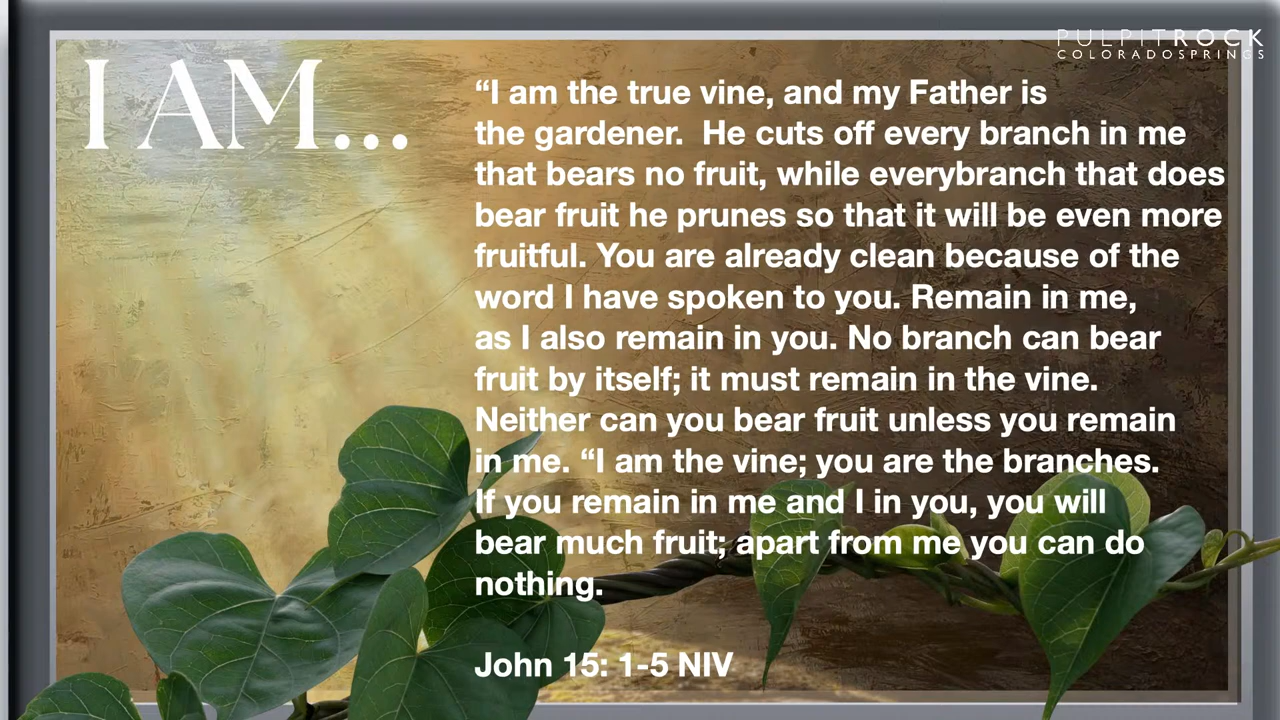 PULPITROCK
COLORADOSPRINGS
I AM...
“I am the true vine, and my Father is
the gardener.  He cuts off every branch in me
that bears no fruit, while everybranch that does
bear fruit he prunes so that it will be even more
fruitful. You are already clean because of the
word I have spoken to you. Remain in me,
as I also remain in you. No branch can bear
fruit by itself; it must remain in the vine.
Neither can you bear fruit unless you remain
in me. “I am the vine; you are the branches.
If you remain in me and I in you, you will
bear much fruit; apart from me you can do
nothing.
John 15: 1-5 NIV